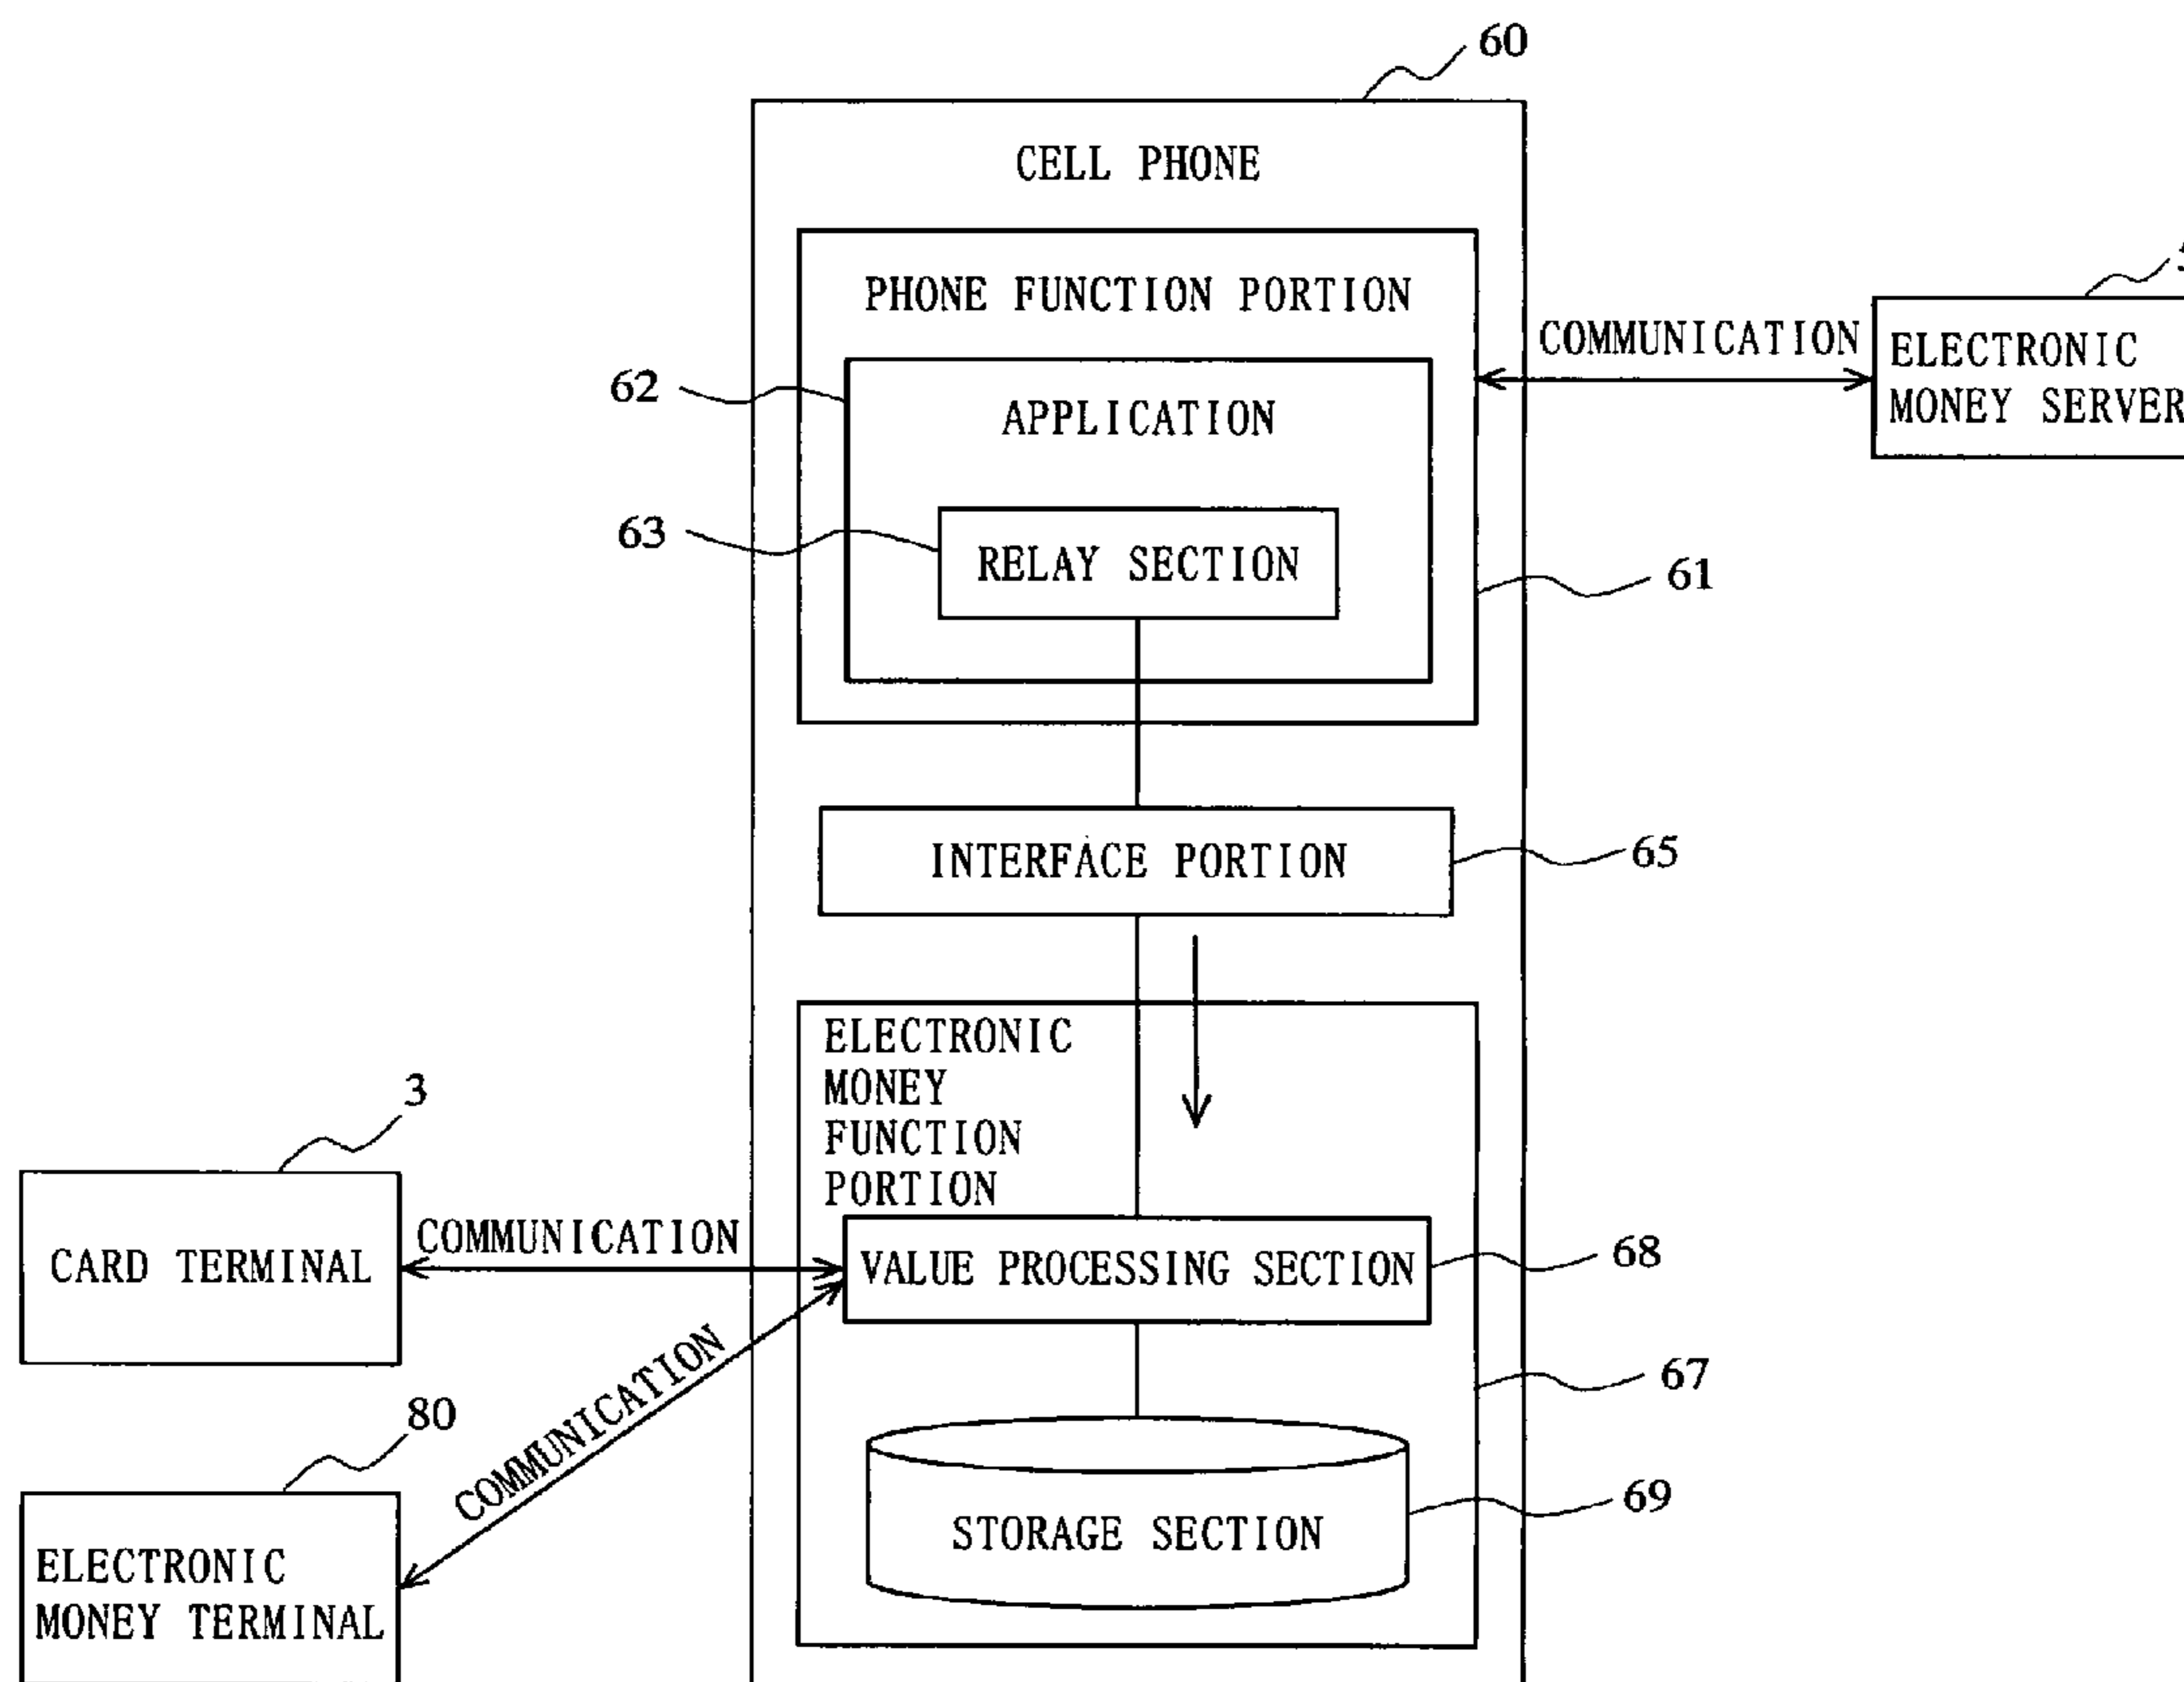 60
CELL PHONE
PHONE FUNCTION PORTION
COMMUNICATION
ELECTRONIC
MONEY SERVER
62
APPLICATION
63
RELAY SECTION
61
INTERFACE PORTION
65
ELECTRONIC
MONEY
FUNCTION
PORTION
3
CARD TERMINAL
COMMUNICATION
VALUE PROCESSING SECTION
68
COMMUNICATION
67
80
ELECTRONIC
MONEY TERMINAL
STORAGE SECTION
69